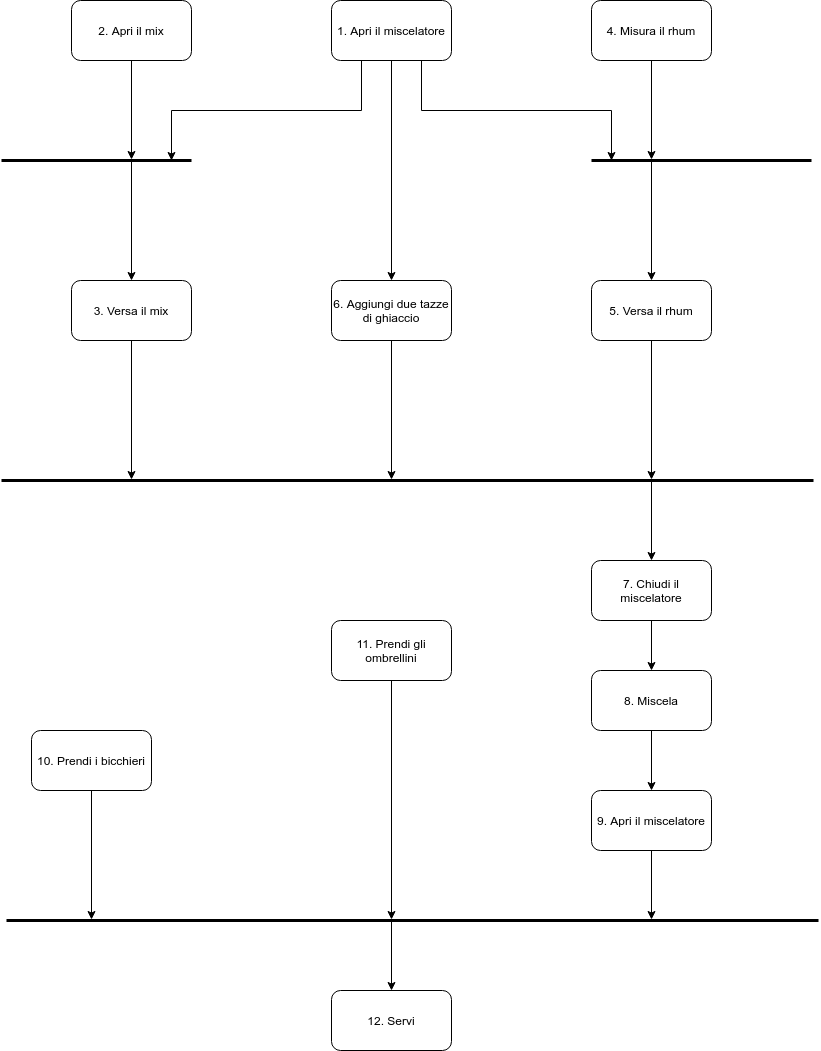 2. Apri il mix
1. Apri il miscelatore
4. Misura il rhum
3. Versa il mix
6. Aggiungi due tazze
di ghiaccio
5. Versa il rhum
7. Chiudi il
miscelatore
11. Prendi gli
ombrellini
8. Miscela
10. Prendi i bicchieri
9. Apri il miscelatore
12. Servi